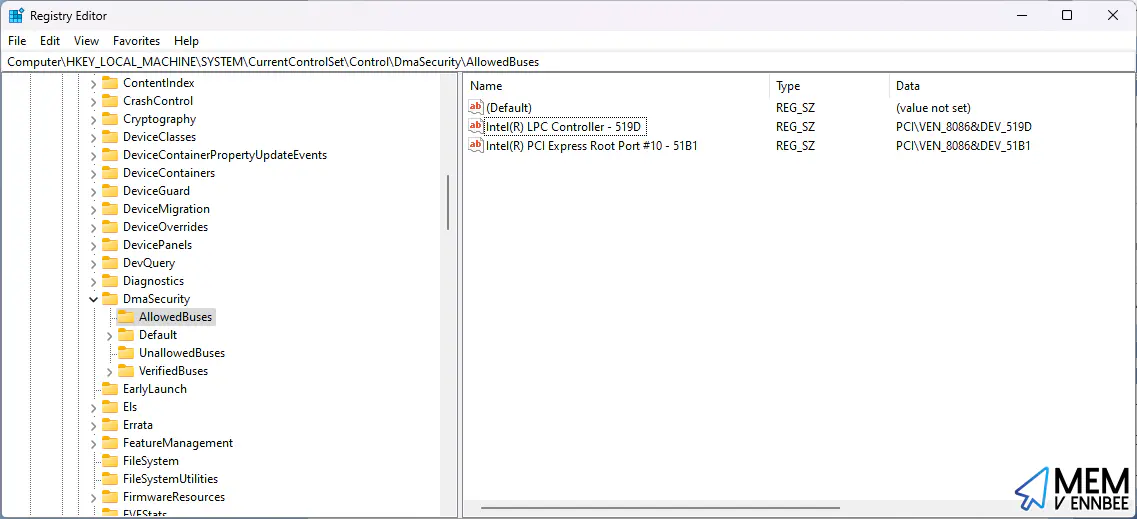 Registry Editor
File Edit View Favorites Help
Computer\HKEY_LOCAL_MACHINE\SYSTEM\CurrentControlSet\Control\DmaSecurity\AllowedBuses
ContentIndex
CrashControl
Cryptography
DeviceClasses
DeviceContainerPropertyUpdateEvents
DeviceContainers
DeviceGuard
DeviceMigration
DeviceOverrides
DevicePanels
DevQuery
Diagnostics
DmaSecurity
AllowedBuses
Default
UnallowedBuses
VerifiedBuses
EarlyLaunch
Els
Errata
FeatureManagement
FileSystem
FileSystemUtilities
FirmwareResources
Name Type Data
ab (Default) REG_SZ (value not set)
ab Intel(R) LPC Controller - 519D REG_SZ PCI\VEN_8086&DEV_519D
ab Intel(R) PCI Express Root Port #10 - 51B1 REG_SZ PCI\VEN_8086&DEV_51B1
MEM
V ENNBEE